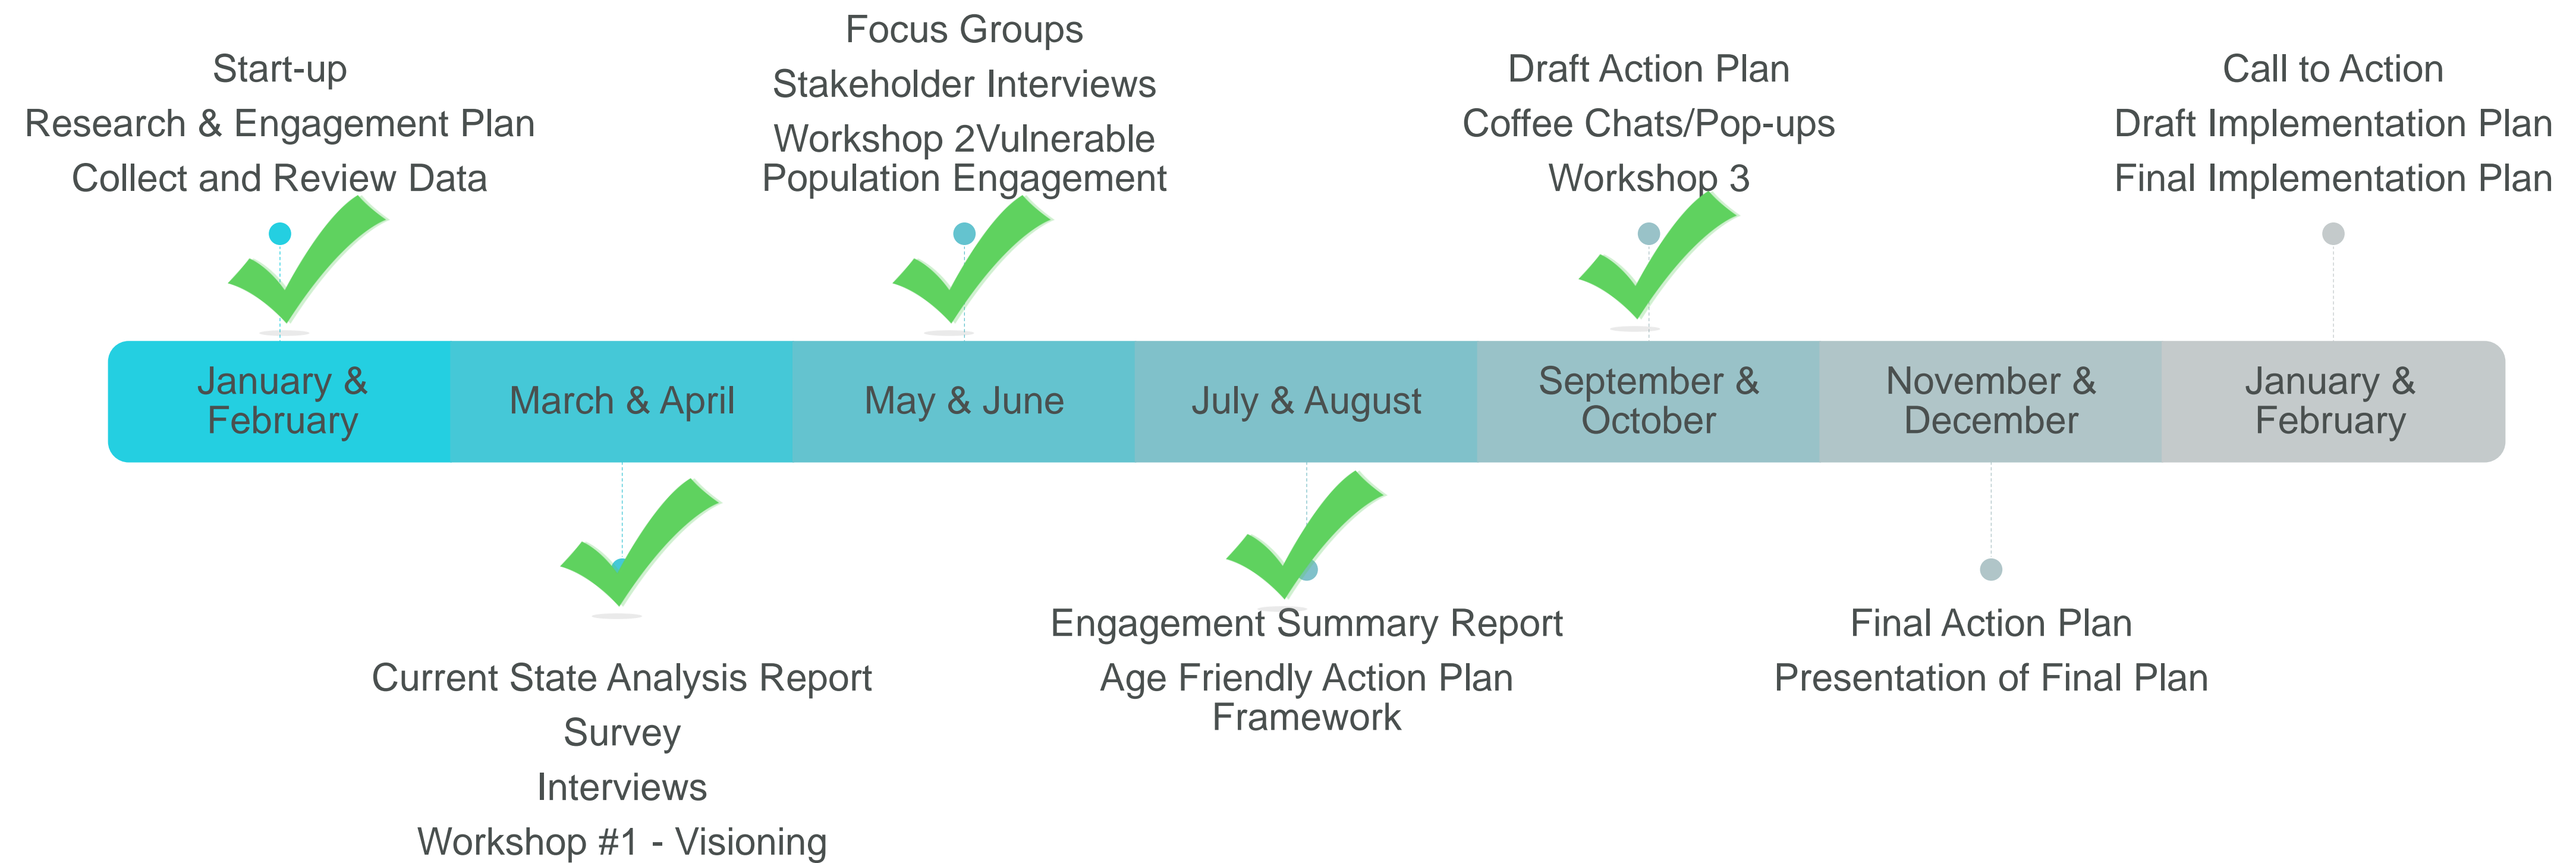 Start-up
Research & Engagement Plan
Collect and Review Data
Focus Groups
Stakeholder Interviews
Workshop 2Vulnerable
Population Engagement
Draft Action Plan
Coffee Chats/Pop-ups
Workshop 3
Call to Action
Draft Implementation Plan
Final Implementation Plan
January &
February
March & April
May & June
July & August
September &
October
November &
December
January &
February
Current State Analysis Report
Survey
Interviews
Workshop #1 - Visioning
Engagement Summary Report
Age Friendly Action Plan
Framework
Final Action Plan
Presentation of Final Plan